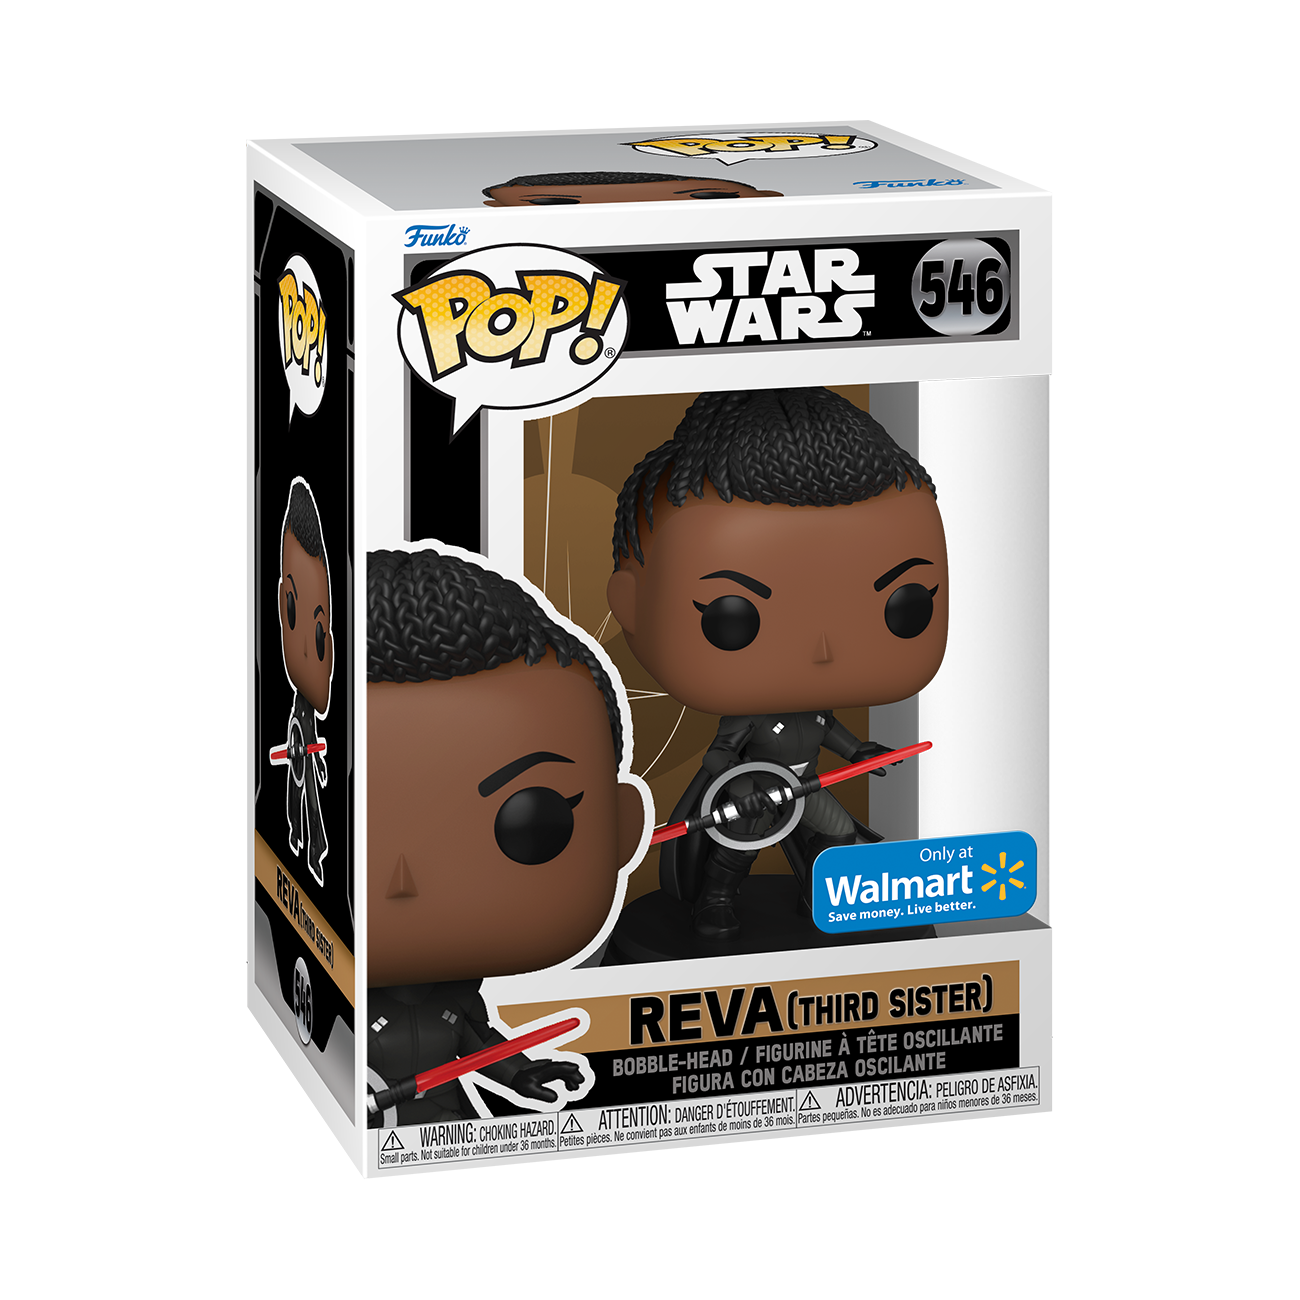 POP!
Funko
Funko
POP! ®
STAR
WARS ™
546
POP! ®
Only at
Walmart
Save money. Live better.
REVA (THIRD SISTER)
546
REVA (THIRD SISTER)
BOBBLE-HEAD / FIGURINE À TÊTE OSCILLANTE
FIGURA CON CABEZA OSCILANTE
WARNING: CHOKING HAZARD.
Small parts. Not suitable for children under 36 months.
ATTENTION: DANGER D'ÉTOUFFEMENT.
Petites pièces. Ne convient pas aux enfants de moins de 36 mois.
ADVERTENCIA: PELIGRO DE ASFIXIA.
Partes pequeñas. No es adecuado para niños menores de 36 meses.